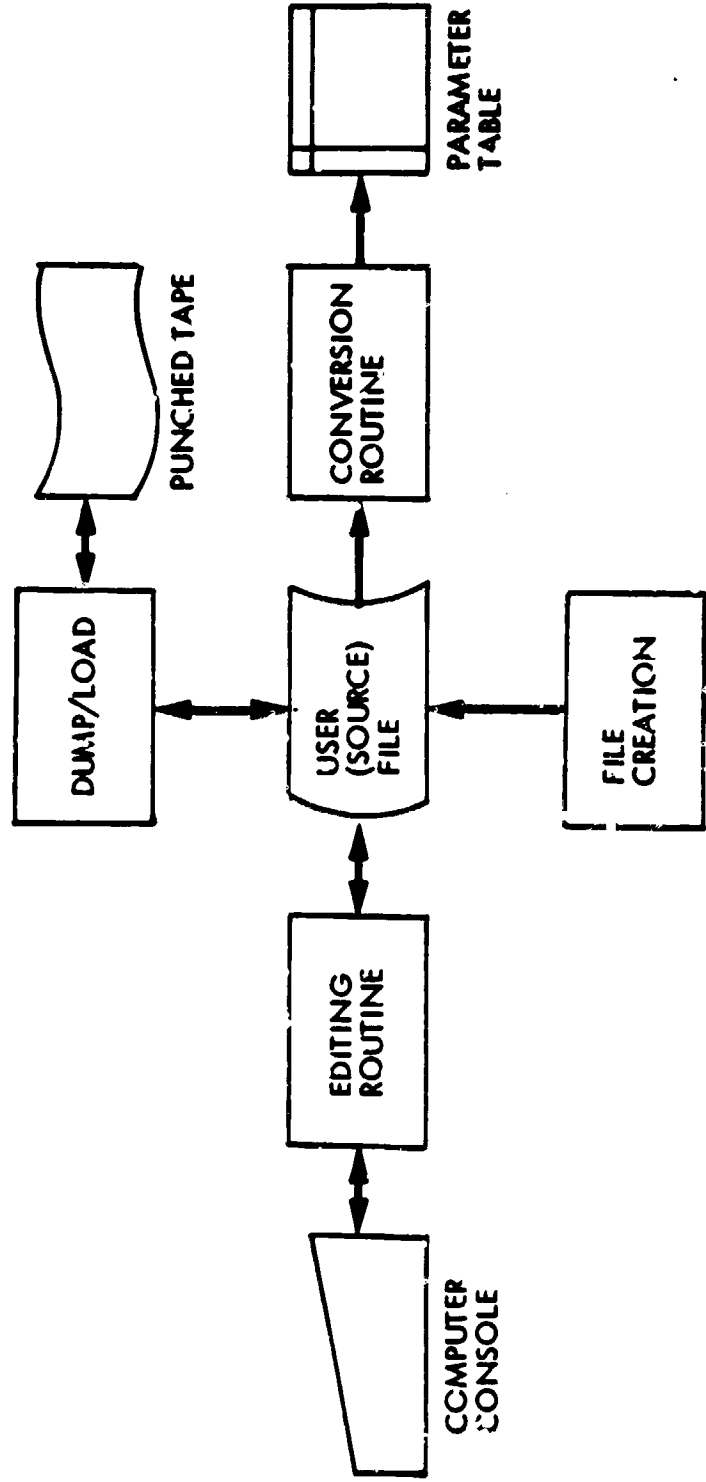 DUMP/LOAD
PUNCHED TAPE
COMPUTER
CONSOLE
EDITING
ROUTINE
USER
(SOURCE)
FILE
CONVERSION
ROUTINE
PARAMETER
TABLE
FILE
CREATION